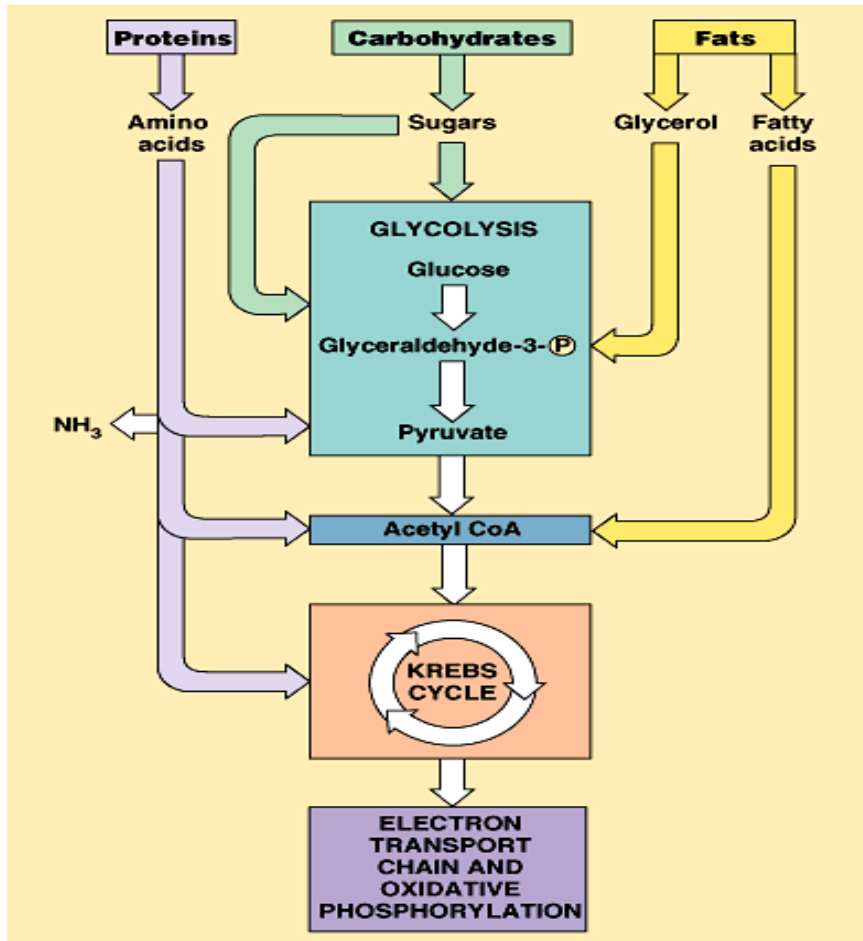 Proteins
Carbohydrates
Fats
Amino
acids
Sugars
Glycerol
Fatty
acids
GLYCOLYSIS
Glucose
Glyceraldehyde-3-P
NH3
Pyruvate
Acetyl CoA
KREBS
CYCLE
ELECTRON
TRANSPORT
CHAIN AND
OXIDATIVE
PHOSPHORYLATION